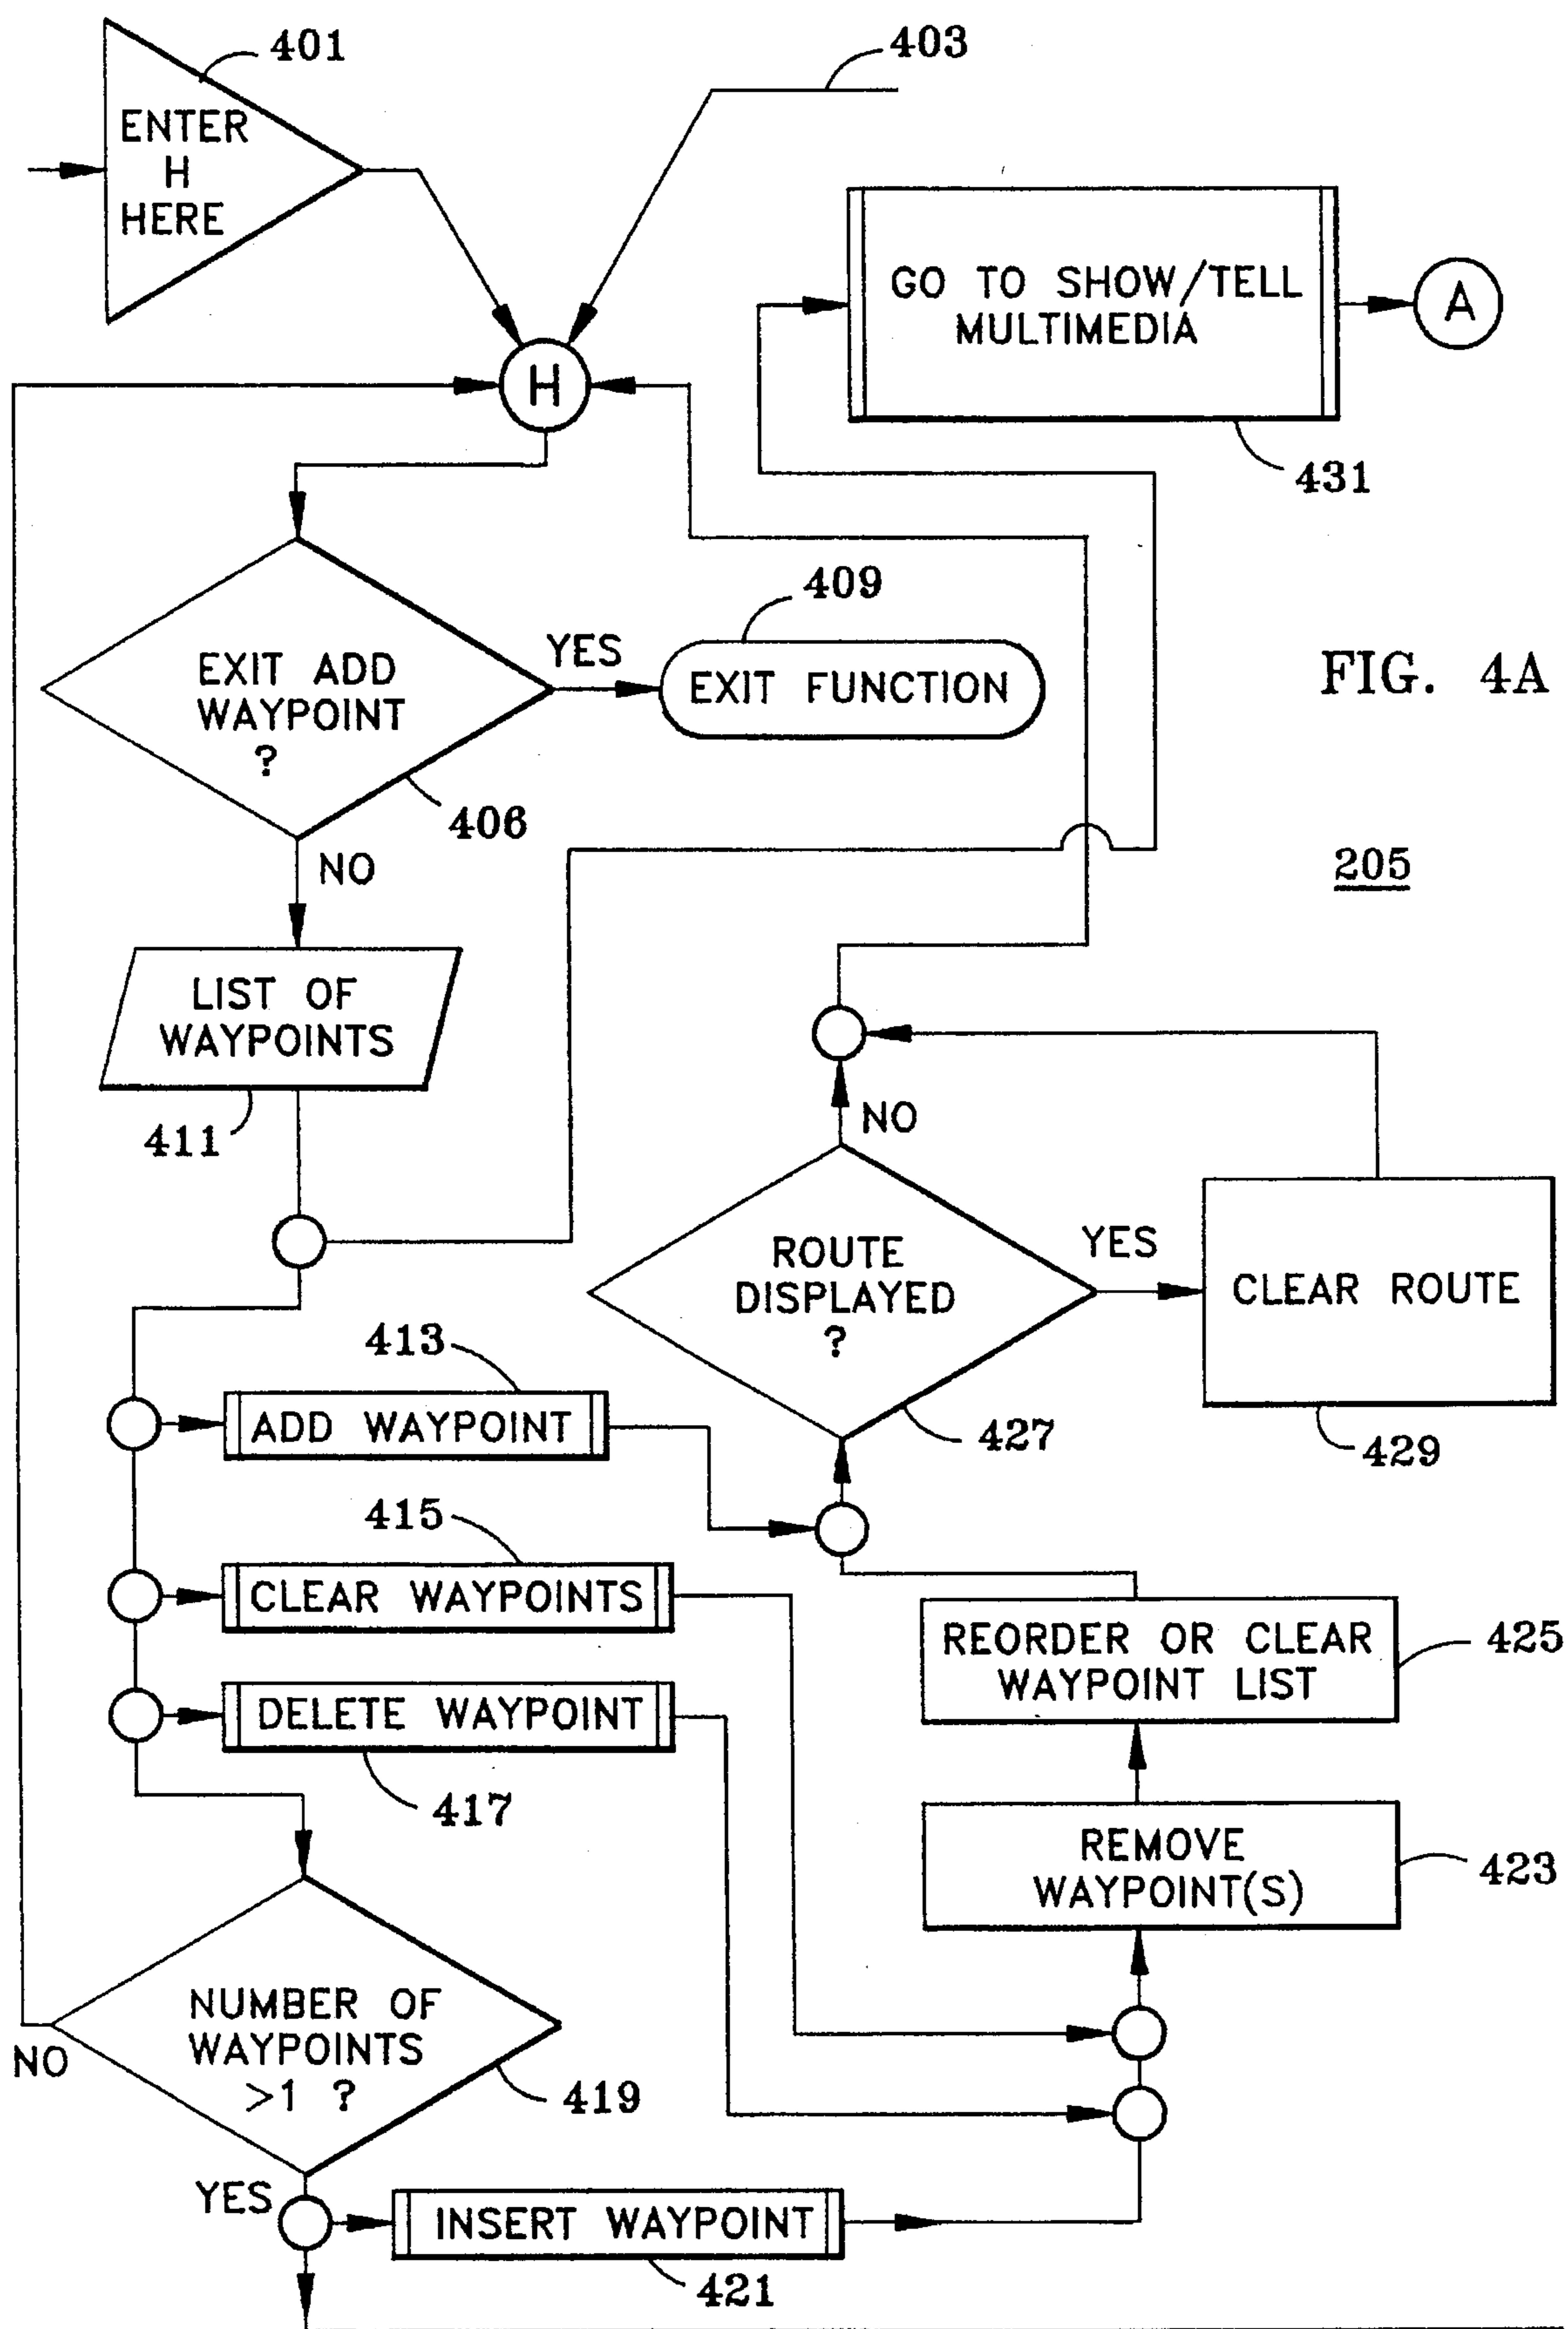 401
403
ENTER
H
HERE
GO TO SHOW/TELL
MULTIMEDIA
A
H
431
409
YES
EXIT ADD
WAYPOINT
?
EXIT FUNCTION
FIG. 4A
406
NO
205
LIST OF
WAYPOINTS
411
NO
ROUTE
DISPLAYED
?
YES
CLEAR ROUTE
413
ADD WAYPOINT
427
429
415
CLEAR WAYPOINTS
REORDER OR CLEAR
WAYPOINT LIST
425
DELETE WAYPOINT
417
REMOVE
WAYPOINT(S)
423
NUMBER OF
WAYPOINTS
>1 ?
NO
419
YES
INSERT WAYPOINT
421